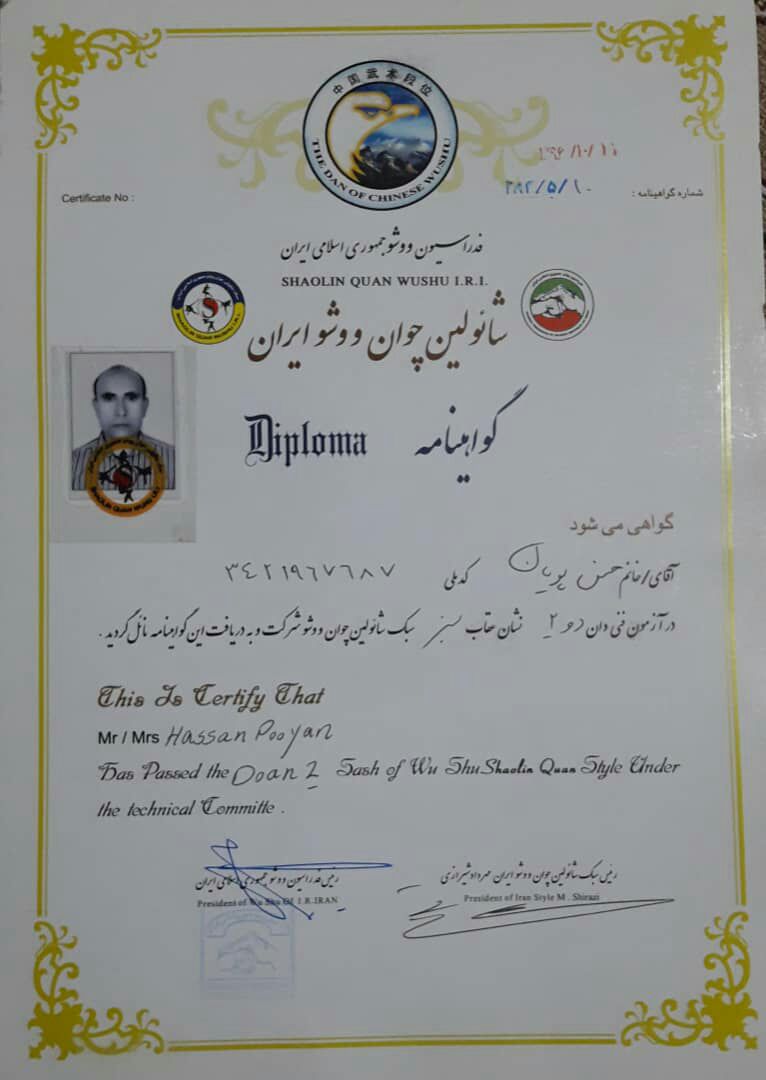 中国武术段位
THE DAN OF CHINESE WUSHU
۱۳۹۶/۱۰/۱۰
Certificate No :
شماره گواهینامه :
فدراسیون ووشو جمهوری اسلامی ایران
SHAOLIN QUAN WUSHU I.R.I.
شائولین چوان ووشو ایران
Diploma گواهینامه
SHAOLIN QUAN WUSHU I.R.I.
گواهی می شود
آقای/خانم حسن پویان کد ملی ۳۴۲۱۹۶۷۶۸۷
در آزمون فنی دان دو ۲ نشان عقاب سبز سبک شائولین چوان ووشو شرکت و به دریافت این گواهینامه نائل گردید .
This Is Certify That
Mr / Mrs Hassan Pooyan
Has Passed the Doan 2 Sash of Wu Shu Shaolin Quan Style Under
the technical Committe .
رئیس فدراسیون ووشو جمهوری اسلامی ایران
President of Wu Shu Of I.R.IRAN
رئیس سبک شائولین چوان ووشو ایران مهرداد شیرازی
President of Iran Style M . Shirazi